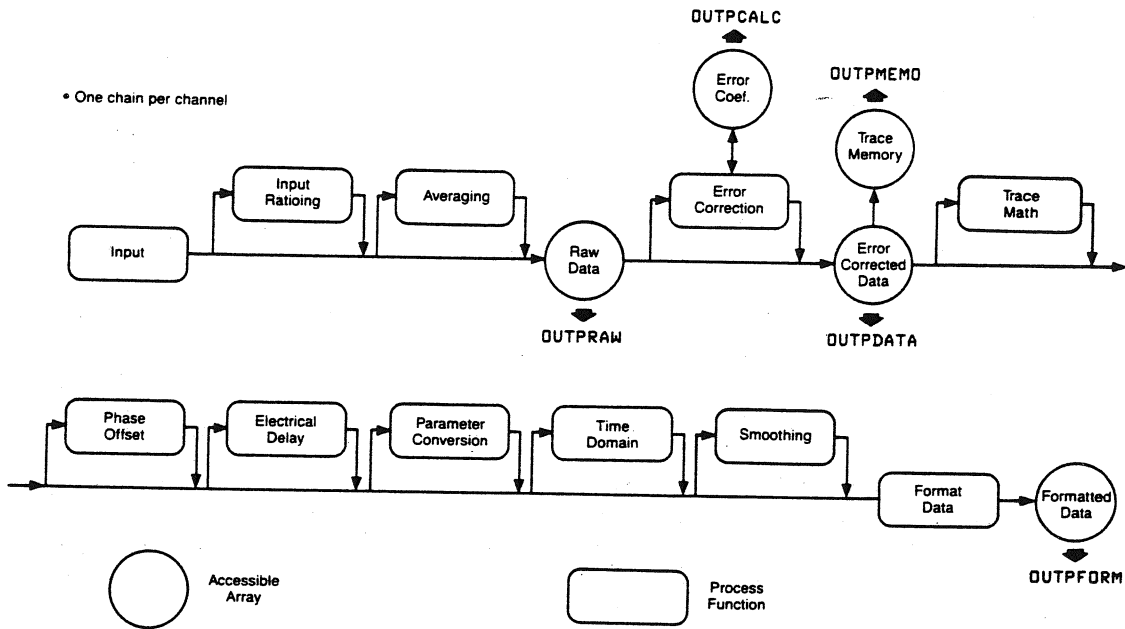 OUTPCALC
Error
Coef.
OUTPMEMO
• One chain per channel
Trace
Memory
Input
Ratioing
Averaging
Error
Correction
Trace
Math
Input
Raw
Data
Error
Corrected
Data
OUTPRAW
OUTPDATA
Phase
Offset
Electrical
Delay
Parameter
Conversion
Time
Domain
Smoothing
Format
Data
Formatted
Data
OUTPFORM
Accessible
Array
Process
Function